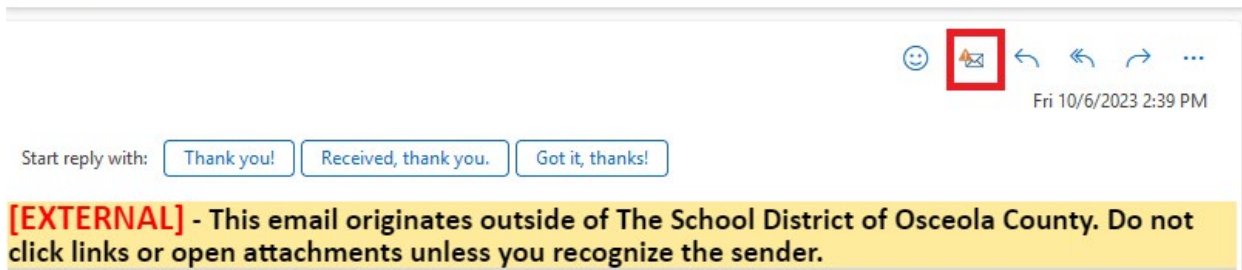 Fri 10/6/2023 2:39 PM
Start reply with: Thank you! Received, thank you. Got it, thanks!
[EXTERNAL] - This email originates outside of The School District of Osceola County. Do not
click links or open attachments unless you recognize the sender.